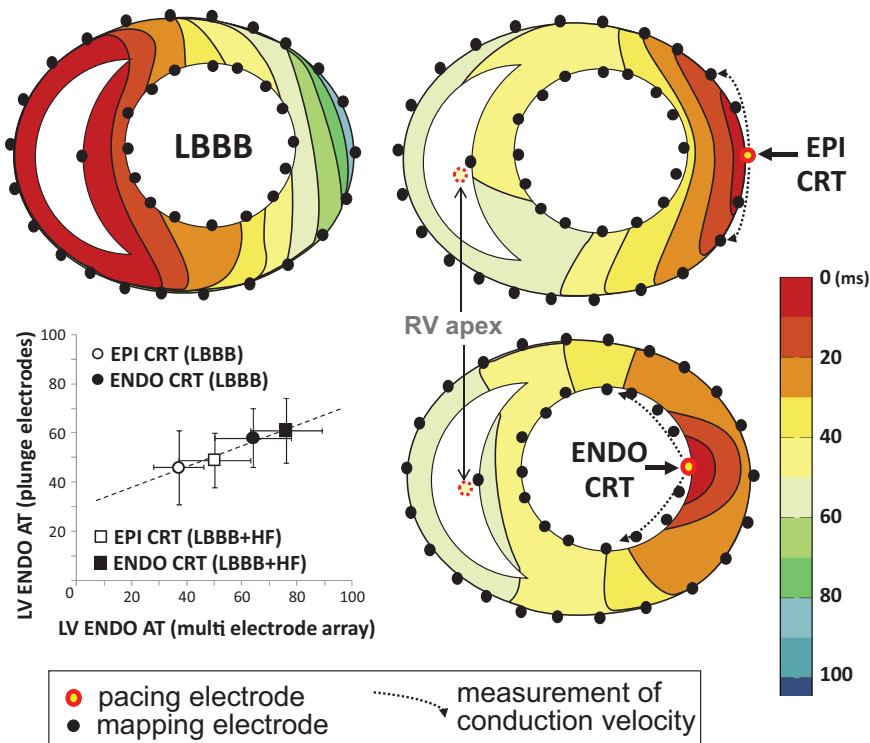 LBBB
EPI
CRT
RV apex
ENDO
CRT
0 (ms)
20
40
60
80
100
LV ENDO AT (plunge electrodes)
100
80
60
40
20
0
20
40
60
80
100
EPI CRT (LBBB)
ENDO CRT (LBBB)
EPI CRT (LBBB+HF)
ENDO CRT (LBBB+HF)
LV ENDO AT (multi electrode array)
pacing electrode
mapping electrode
measurement of
conduction velocity